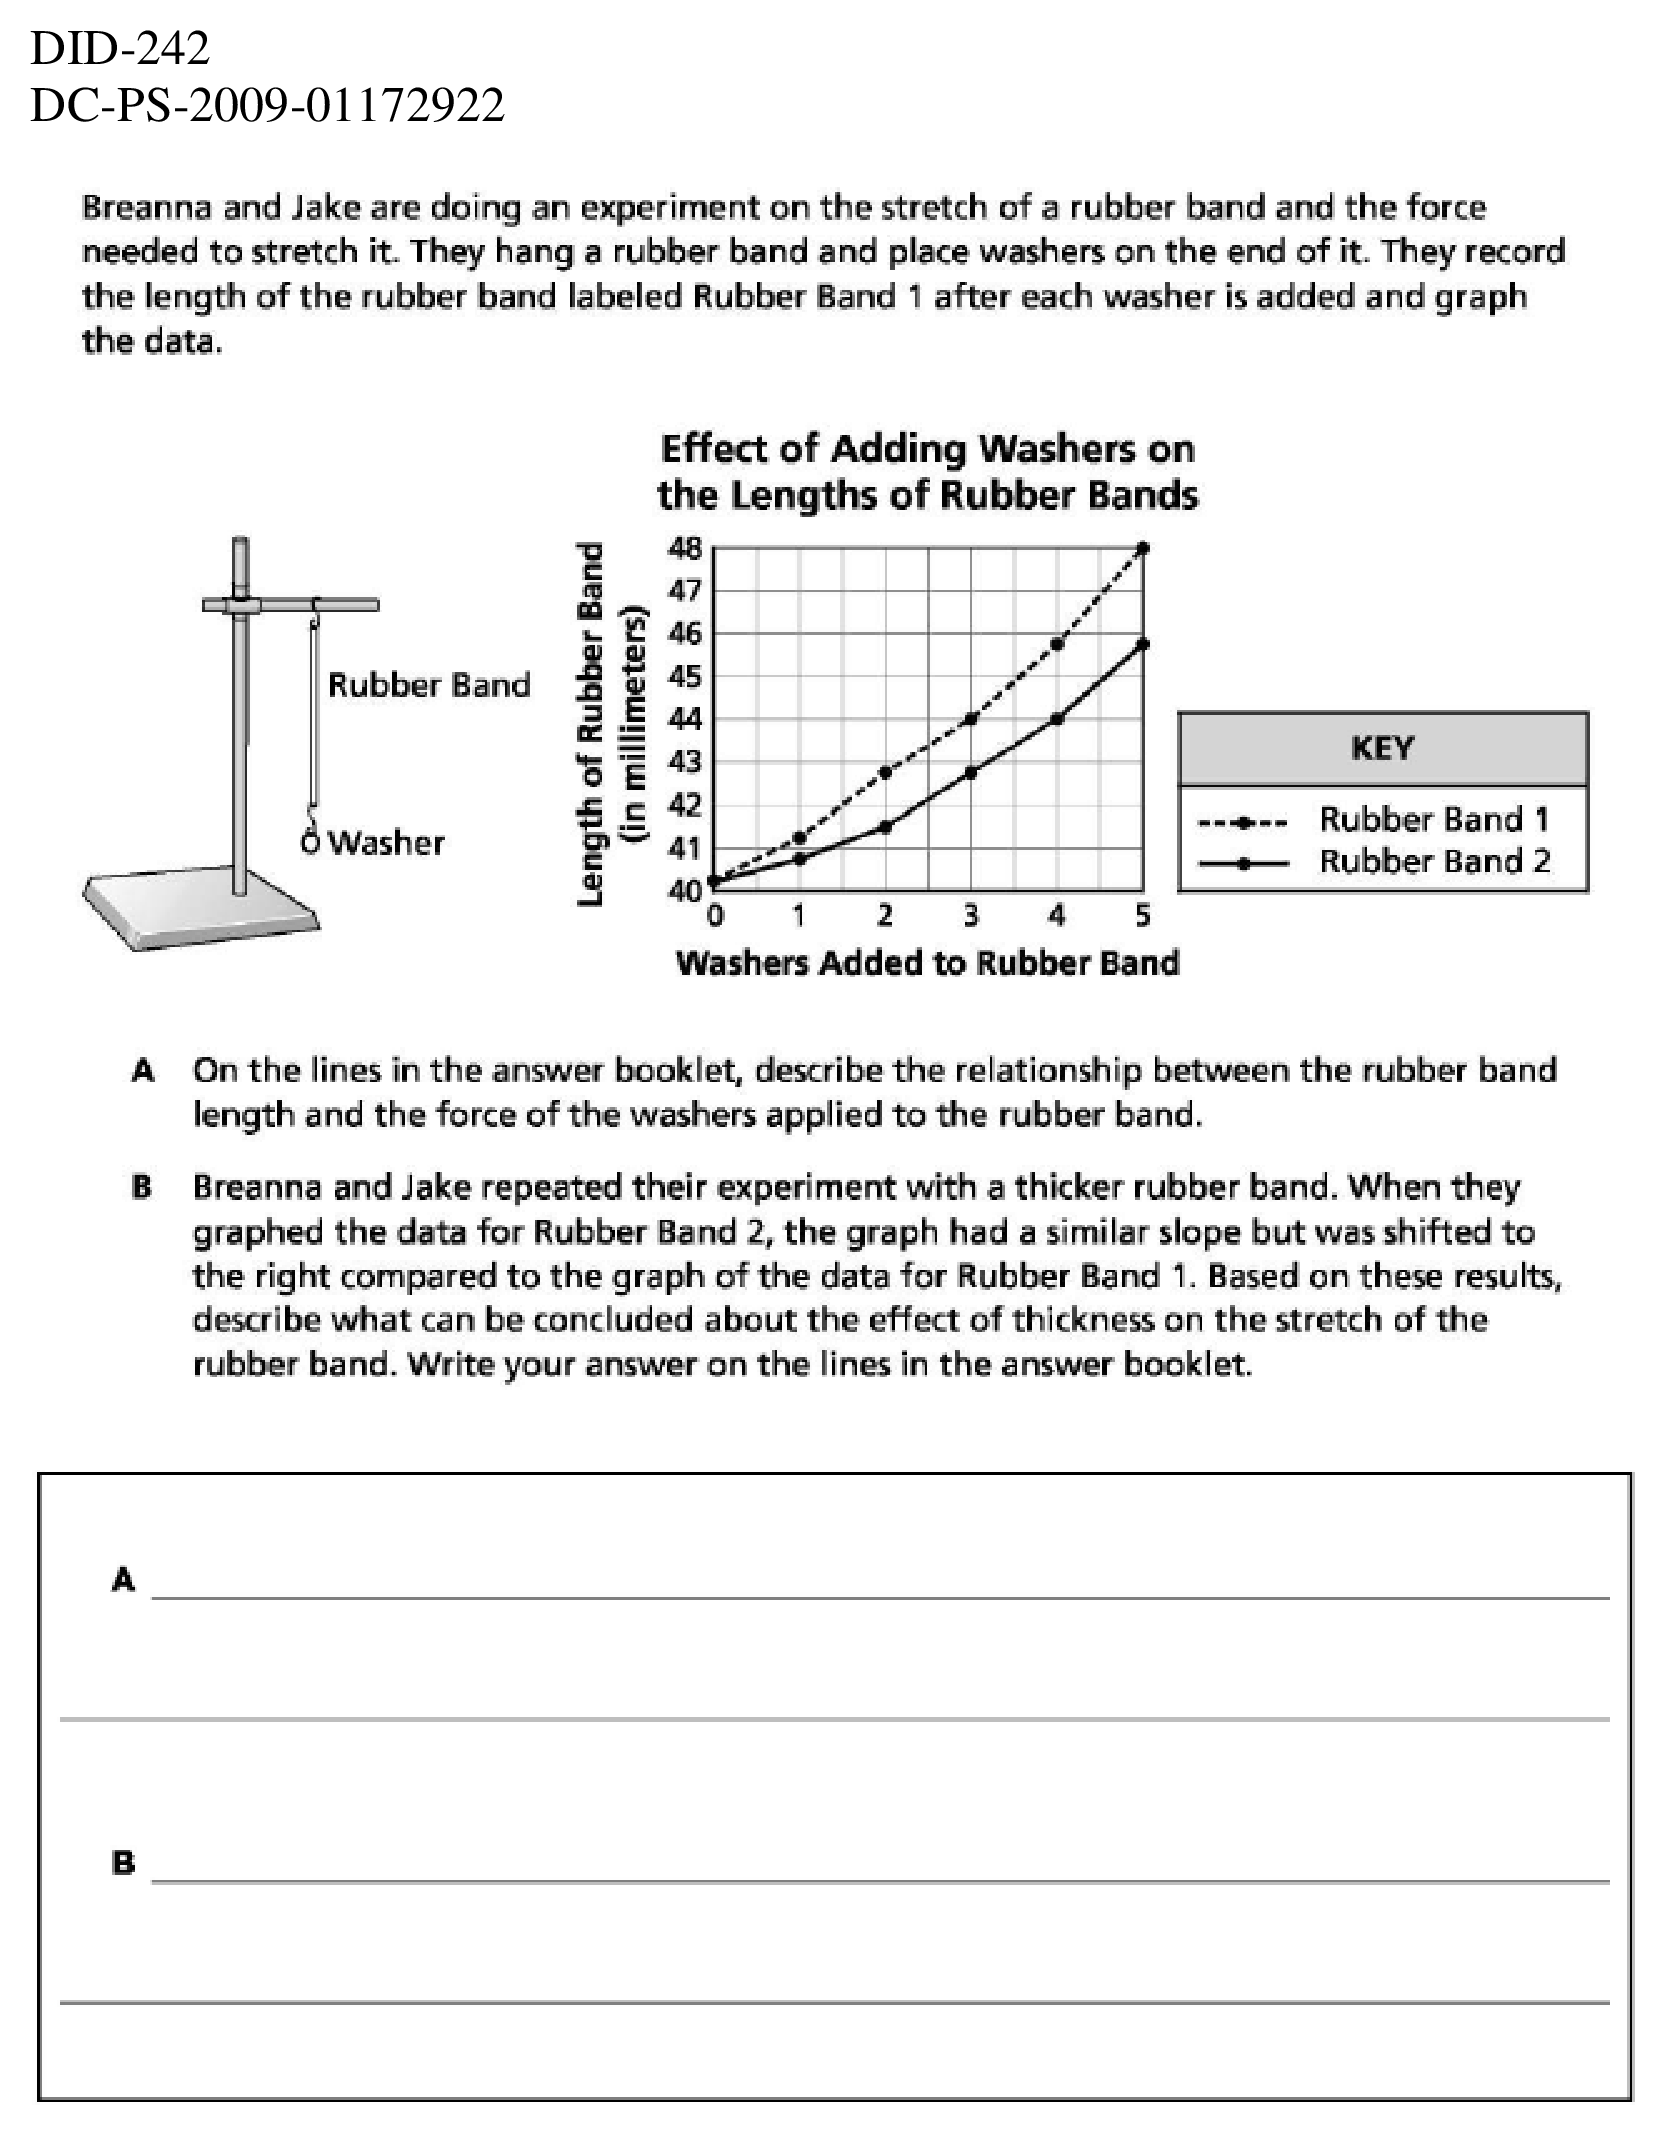 DID-242
DC-PS-2009-01172922
Breanna and Jake are doing an experiment on the stretch of a rubber band and the force
needed to stretch it. They hang a rubber band and place washers on the end of it. They record
the length of the rubber band labeled Rubber Band 1 after each washer is added and graph
the data.
Effect of Adding Washers on
the Lengths of Rubber Bands
Rubber Band
Washer
Length of Rubber Band
(in millimeters)
48
47
46
45
44
43
42
41
40
0 1 2 3 4 5
Washers Added to Rubber Band
KEY
Rubber Band 1
Rubber Band 2
A On the lines in the answer booklet, describe the relationship between the rubber band
length and the force of the washers applied to the rubber band.
B Breanna and Jake repeated their experiment with a thicker rubber band. When they
graphed the data for Rubber Band 2, the graph had a similar slope but was shifted to
the right compared to the graph of the data for Rubber Band 1. Based on these results,
describe what can be concluded about the effect of thickness on the stretch of the
rubber band. Write your answer on the lines in the answer booklet.
A
B